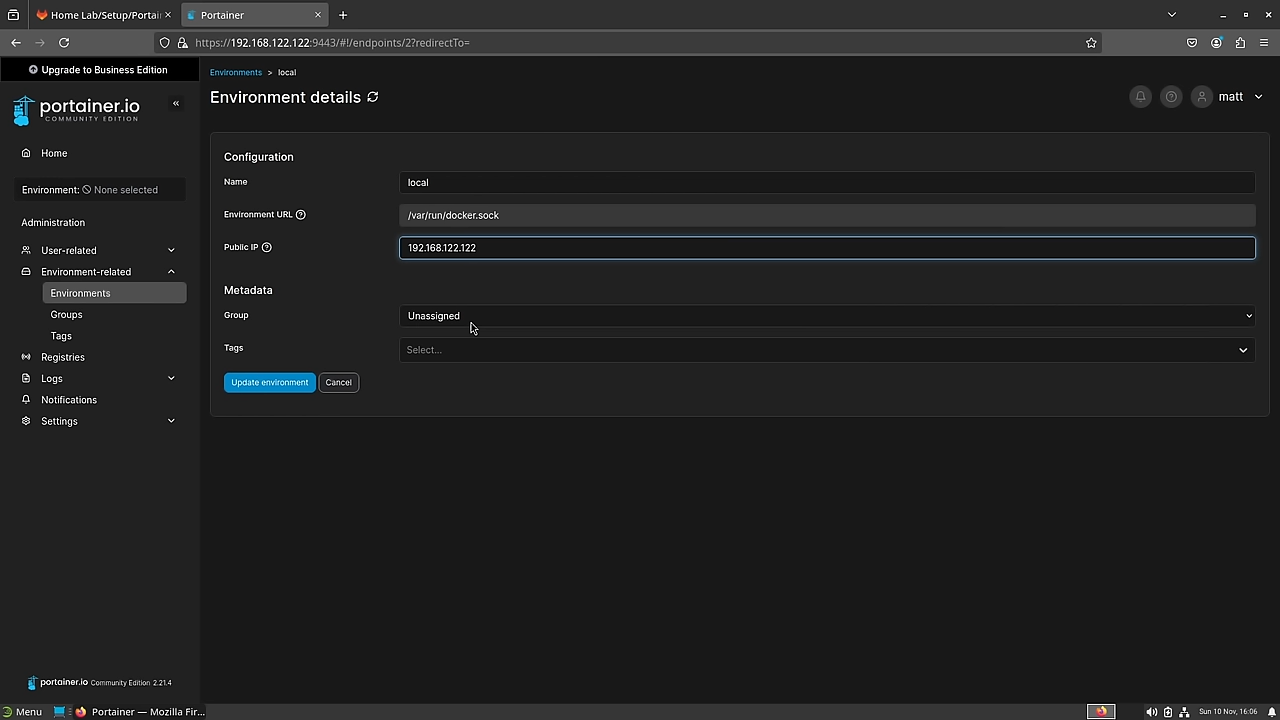 Home Lab/Setup/Portai
Portainer
https://192.168.122.122:9443/#!/endpoints/2?redirectTo=
Upgrade to Business Edition
portainer.io
COMMUNITY EDITION
Home
Environment: None selected
Administration
User-related
Environment-related
Environments
Groups
Tags
Registries
Logs
Notifications
Settings
portainer.io Community Edition 2.21.4
Environments > local
Environment details
matt
Configuration
Name
local
Environment URL
/var/run/docker.sock
Public IP
192.168.122.122
Metadata
Group
Unassigned
Tags
Select...
Update environment
Cancel
Menu
Portainer — Mozilla Fir...
Sun 10 Nov, 16:06